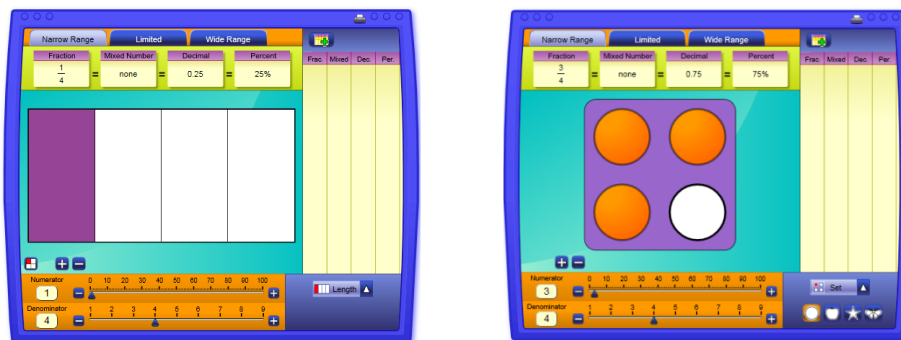 Narrow Range Limited Wide Range
Fraction Mixed Number Decimal Percent
1/4 = none = 0.25 = 25%
Frac. Mixed Dec. Per.
Numerator 0 10 20 30 40 50 60 70 80 90 100
1
Denominator 1 2 3 4 5 6 7 8 9
4
Length
Narrow Range Limited Wide Range
Fraction Mixed Number Decimal Percent
3/4 = none = 0.75 = 75%
Frac. Mixed Dec. Per.
Numerator 0 10 20 30 40 50 60 70 80 90 100
3
Denominator 1 2 3 4 5 6 7 8 9
4
Set